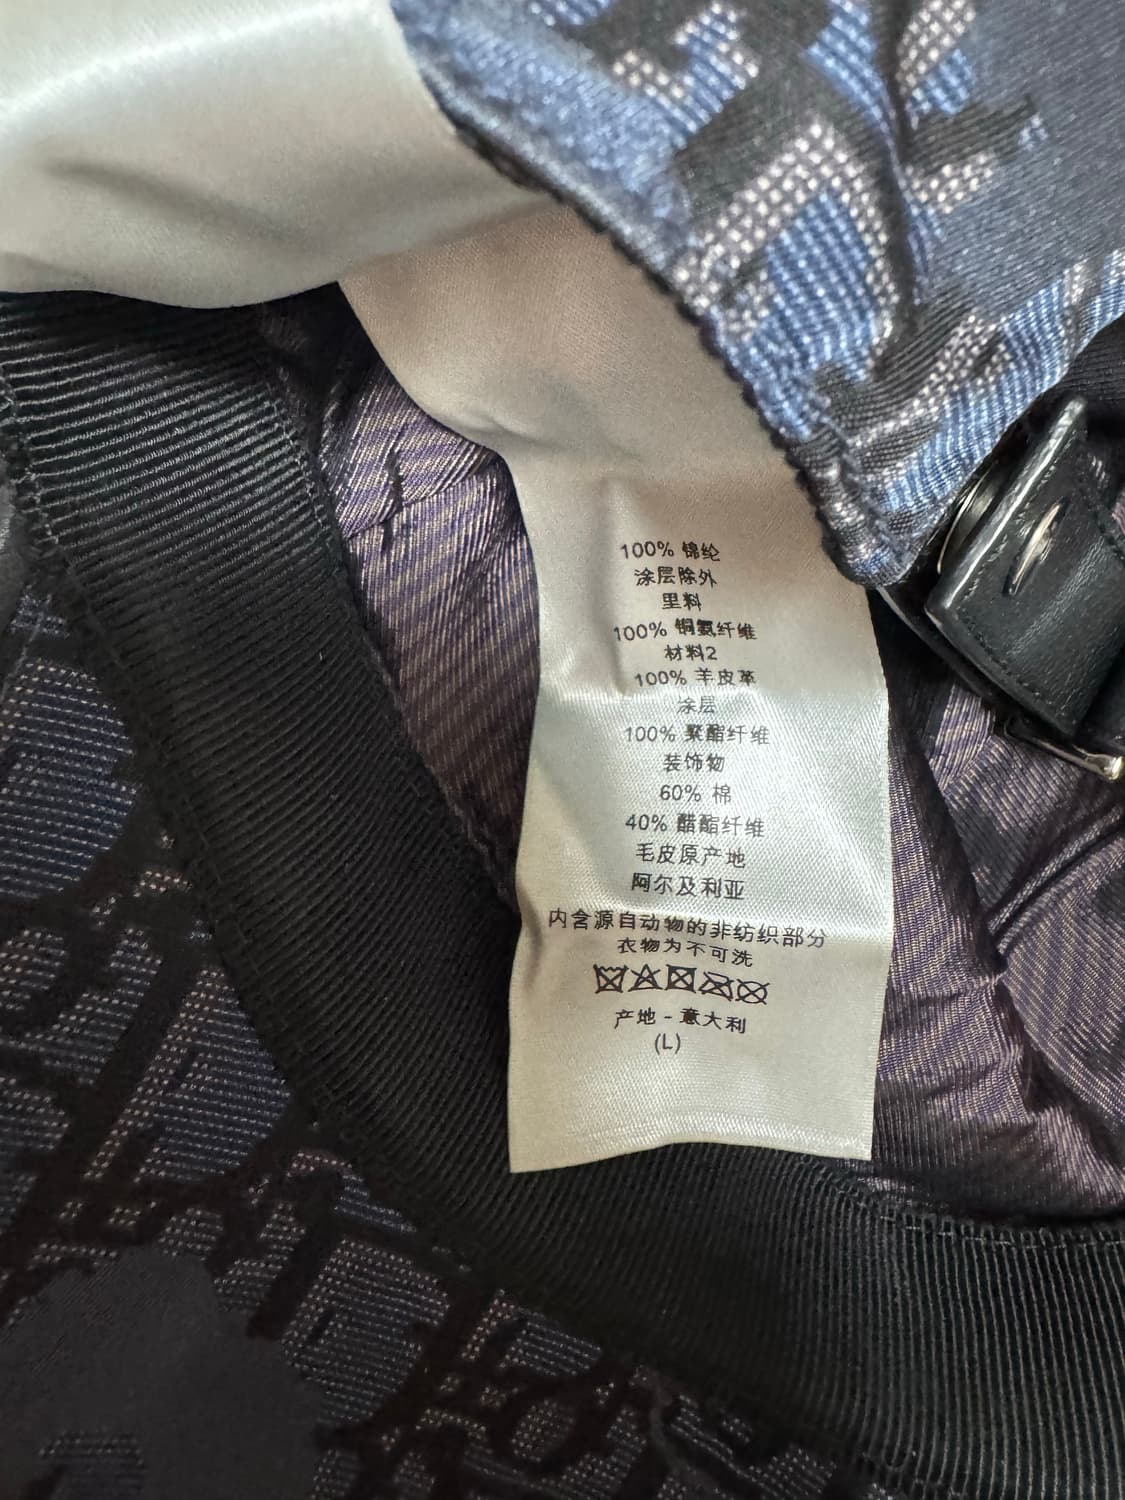 100% 锦纶
涂层除外
里料
100% 铜氨纤维
材料2
100% 羊皮革
涂层
100% 聚酯纤维
装饰物
60% 棉
40% 醋酯纤维
毛皮原产地
阿尔及利亚
内含源自动物的非纺织部分
衣物为不可洗
产地 - 意大利
(L)